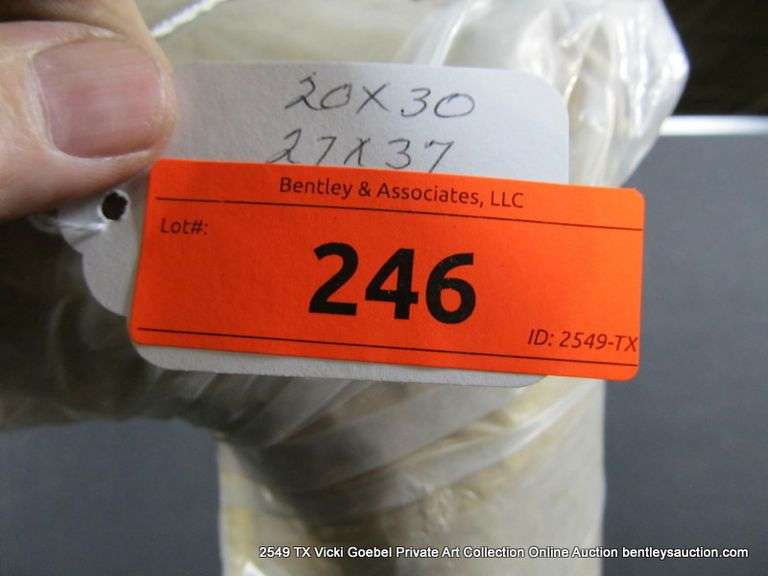 20X30
27X37
Bentley & Associates, LLC
Lot#:
246
ID: 2549-TX
2549 TX Vicki Goebel Private Art Collection Online Auction bentleysauction.com